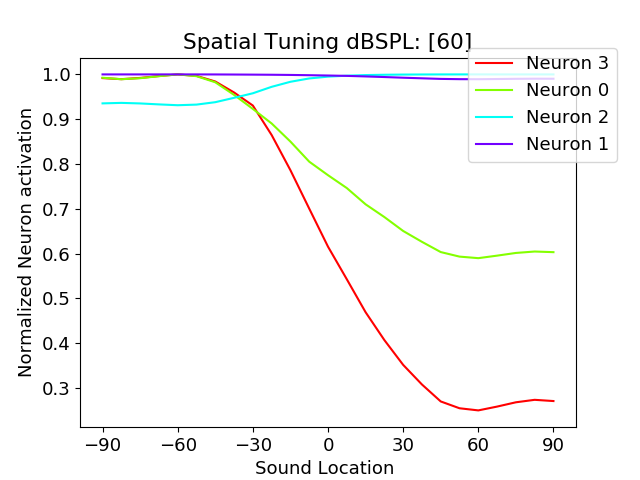 Spatial Tuning dBSPL: [60]
Neuron 3
Neuron 0
Neuron 2
Neuron 1
Normalized Neuron activation
1.0
0.9
0.8
0.7
0.6
0.5
0.4
0.3
−90 −60 −30 0 30 60 90
Sound Location